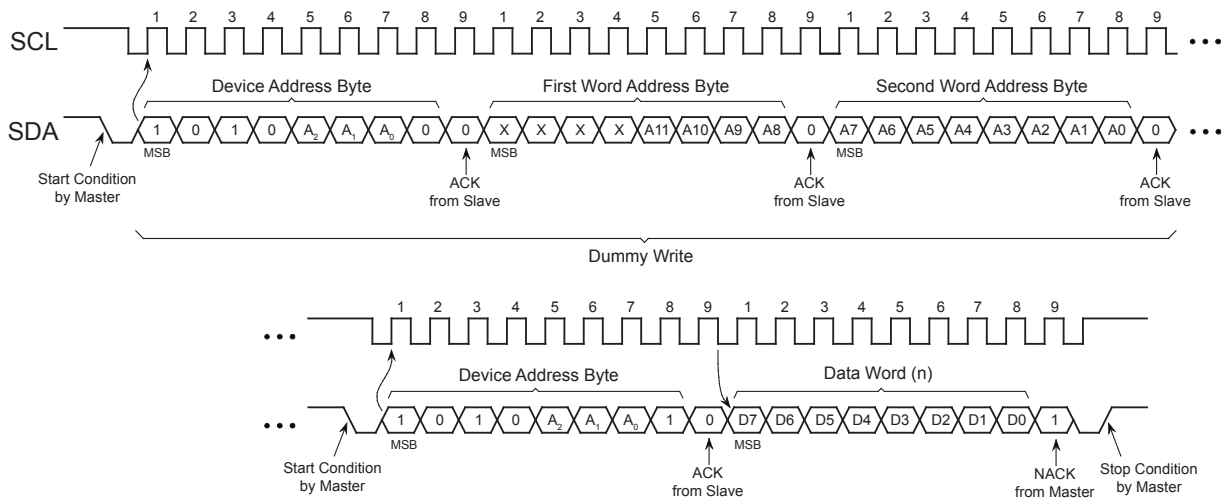 SCL
1 2 3 4 5 6 7 8 9 1 2 3 4 5 6 7 8 9 1 2 3 4 5 6 7 8 9
Device Address Byte First Word Address Byte Second Word Address Byte
SDA
1 0 1 0 A2 A1 A0 0 0 X X X X A11 A10 A9 A8 0 A7 A6 A5 A4 A3 A2 A1 A0 0
MSB MSB MSB
Start Condition
by Master
ACK
from Slave
ACK
from Slave
ACK
from Slave
Dummy Write
1 2 3 4 5 6 7 8 9 1 2 3 4 5 6 7 8 9
Device Address Byte Data Word (n)
1 0 1 0 A2 A1 A0 1 0 D7 D6 D5 D4 D3 D2 D1 D0 1
MSB MSB
Start Condition
by Master
ACK
from Slave
NACK
from Master
Stop Condition
by Master